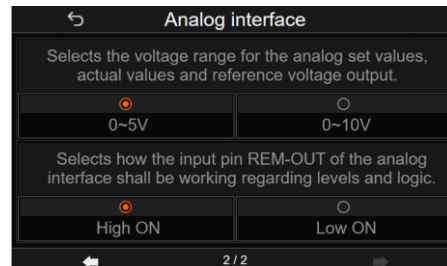 Analog interface
Selects the voltage range for the analog set values,
actual values and reference voltage output.
0~5V 0~10V
Selects how the input pin REM-OUT of the analog
interface shall be working regarding levels and logic.
High ON Low ON
2 / 2